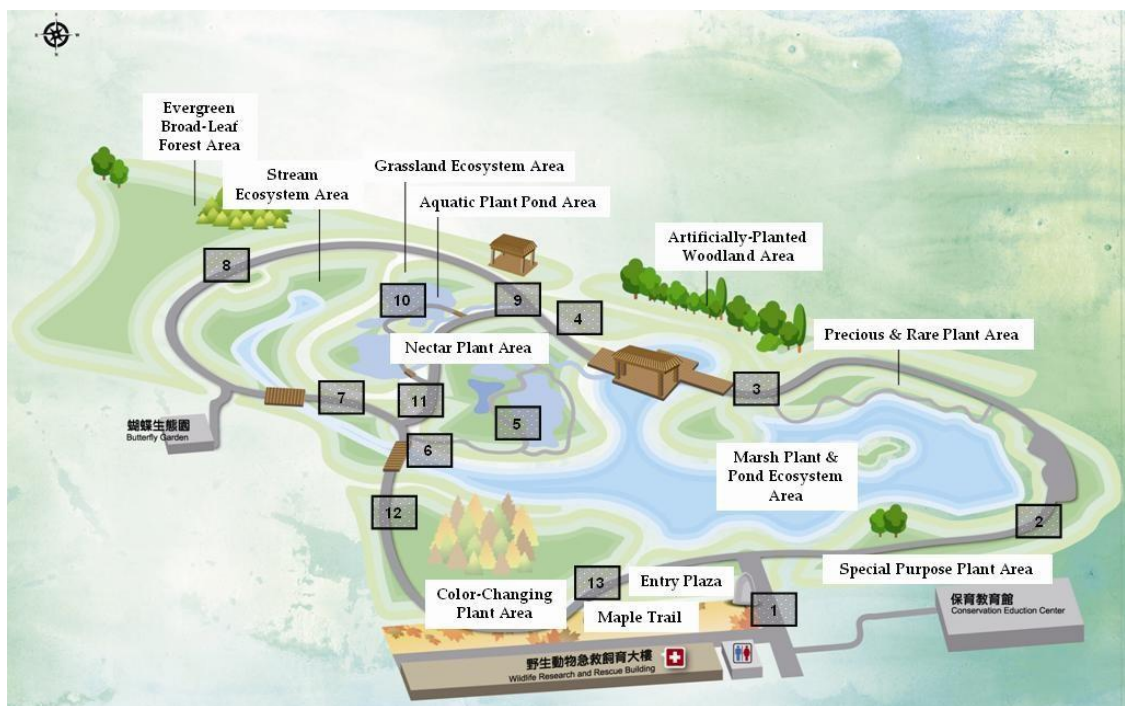 Evergreen
Broad-Leaf
Forest Area
Stream
Ecosystem Area
Grassland Ecosystem Area
Aquatic Plant Pond Area
Artificially-Planted
Woodland Area
8
10
9
4
Precious & Rare Plant Area
Nectar Plant Area
3
7
11
蝴蝶生態園
Butterfly Garden
5
6
Marsh Plant &
Pond Ecosystem
Area
12
2
Special Purpose Plant Area
Color-Changing
Plant Area
13
Entry Plaza
Maple Trail
1
保育教育館
Conservation Eduction Center
野生動物急救飼育大樓
Wildlife Research and Rescue Building